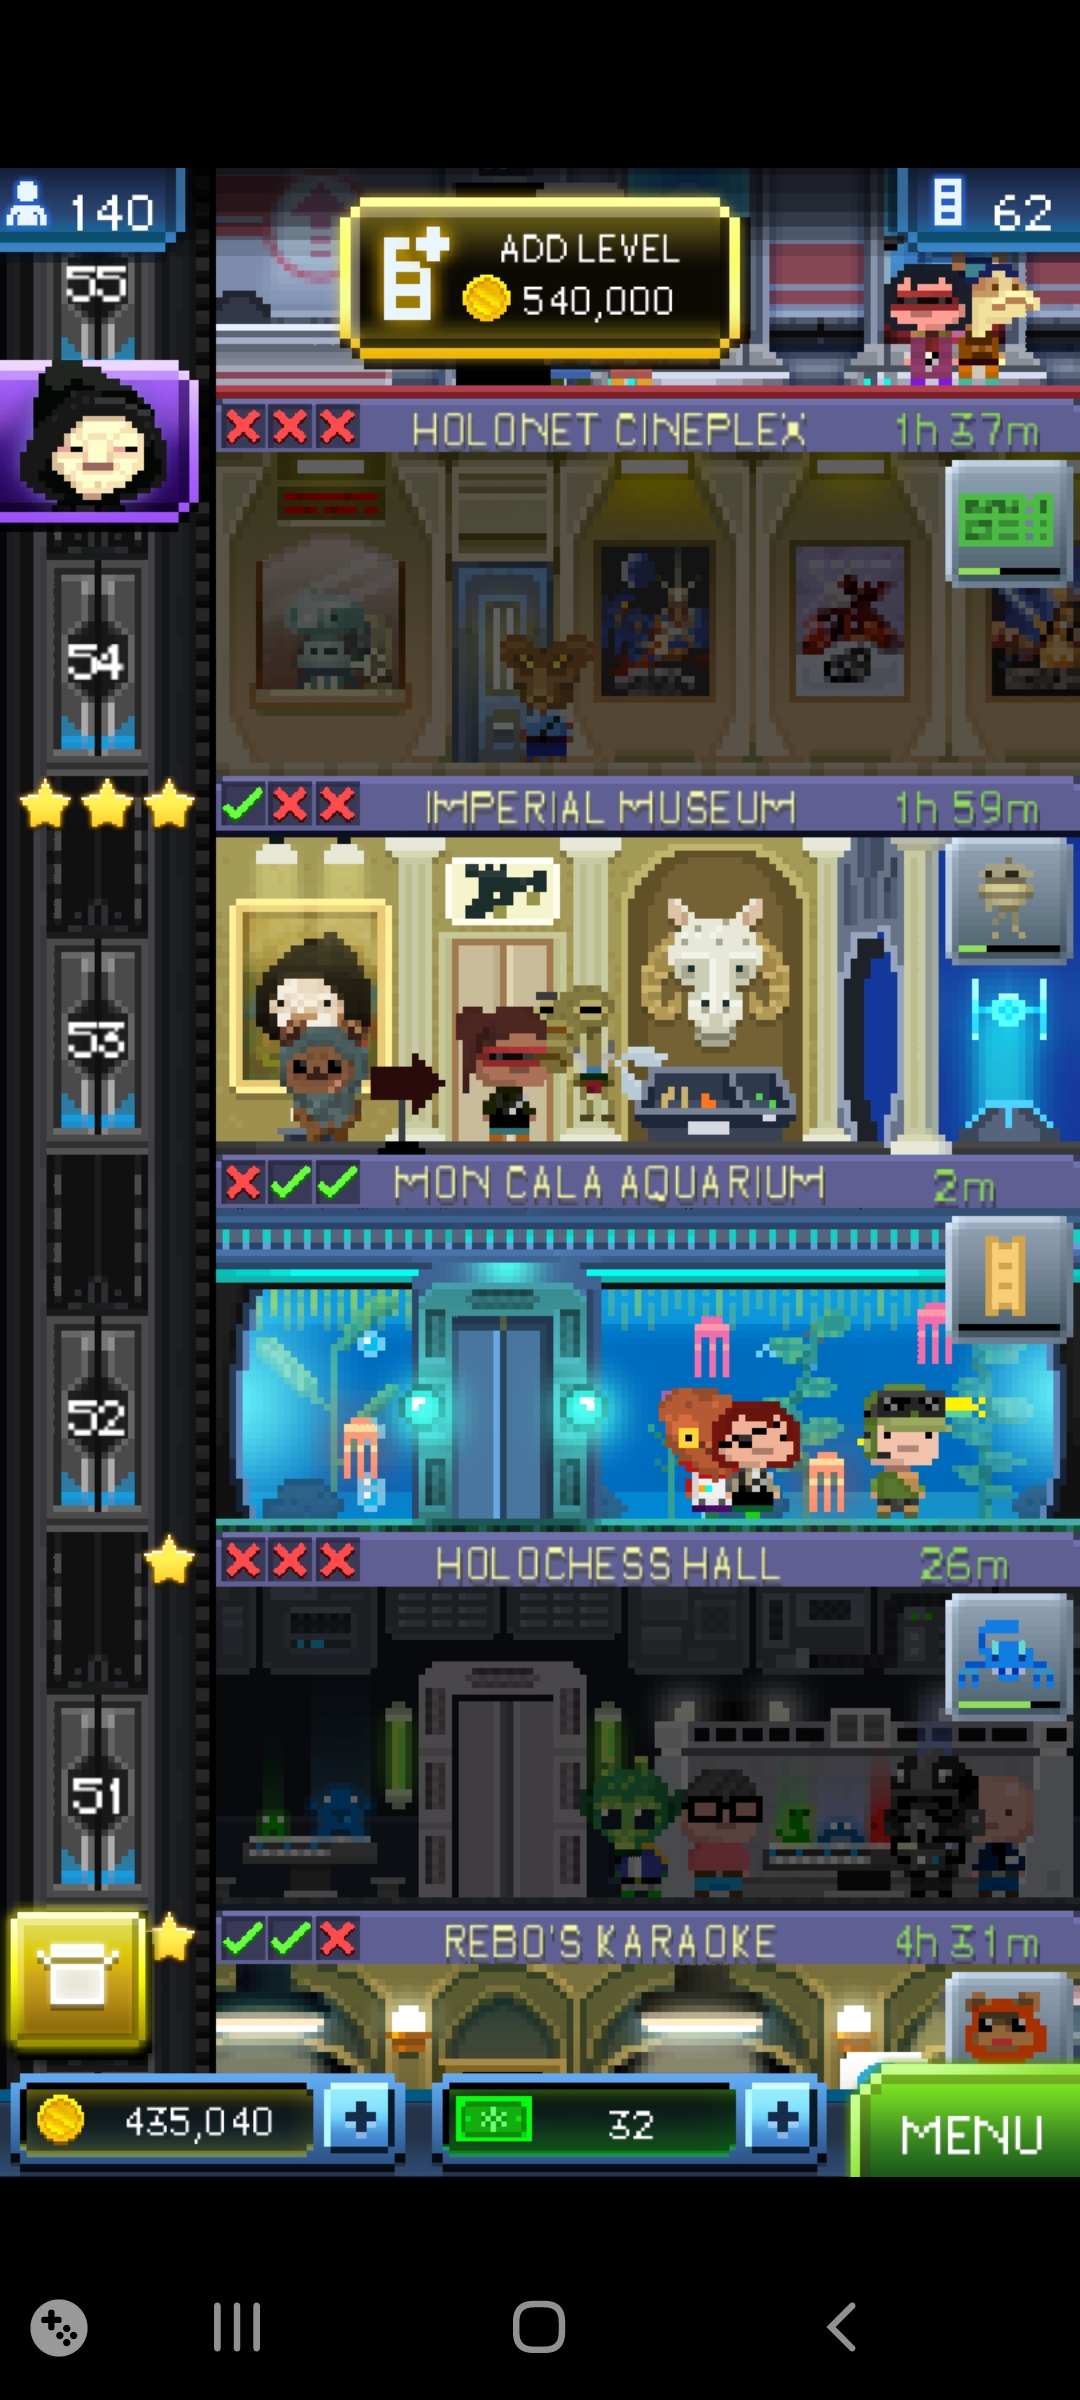 140
62
ADD LEVEL
540,000
55
HOLONET CINEPLEX 1h 37m
54
IMPERIAL MUSEUM 1h 59m
53
MON CALA AQUARIUM 2m
52
HOLOCHESS HALL 26m
51
REBO'S KARAOKE 4h 31m
435,040
32
MENU